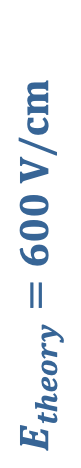 E_theory = 600 V/cm